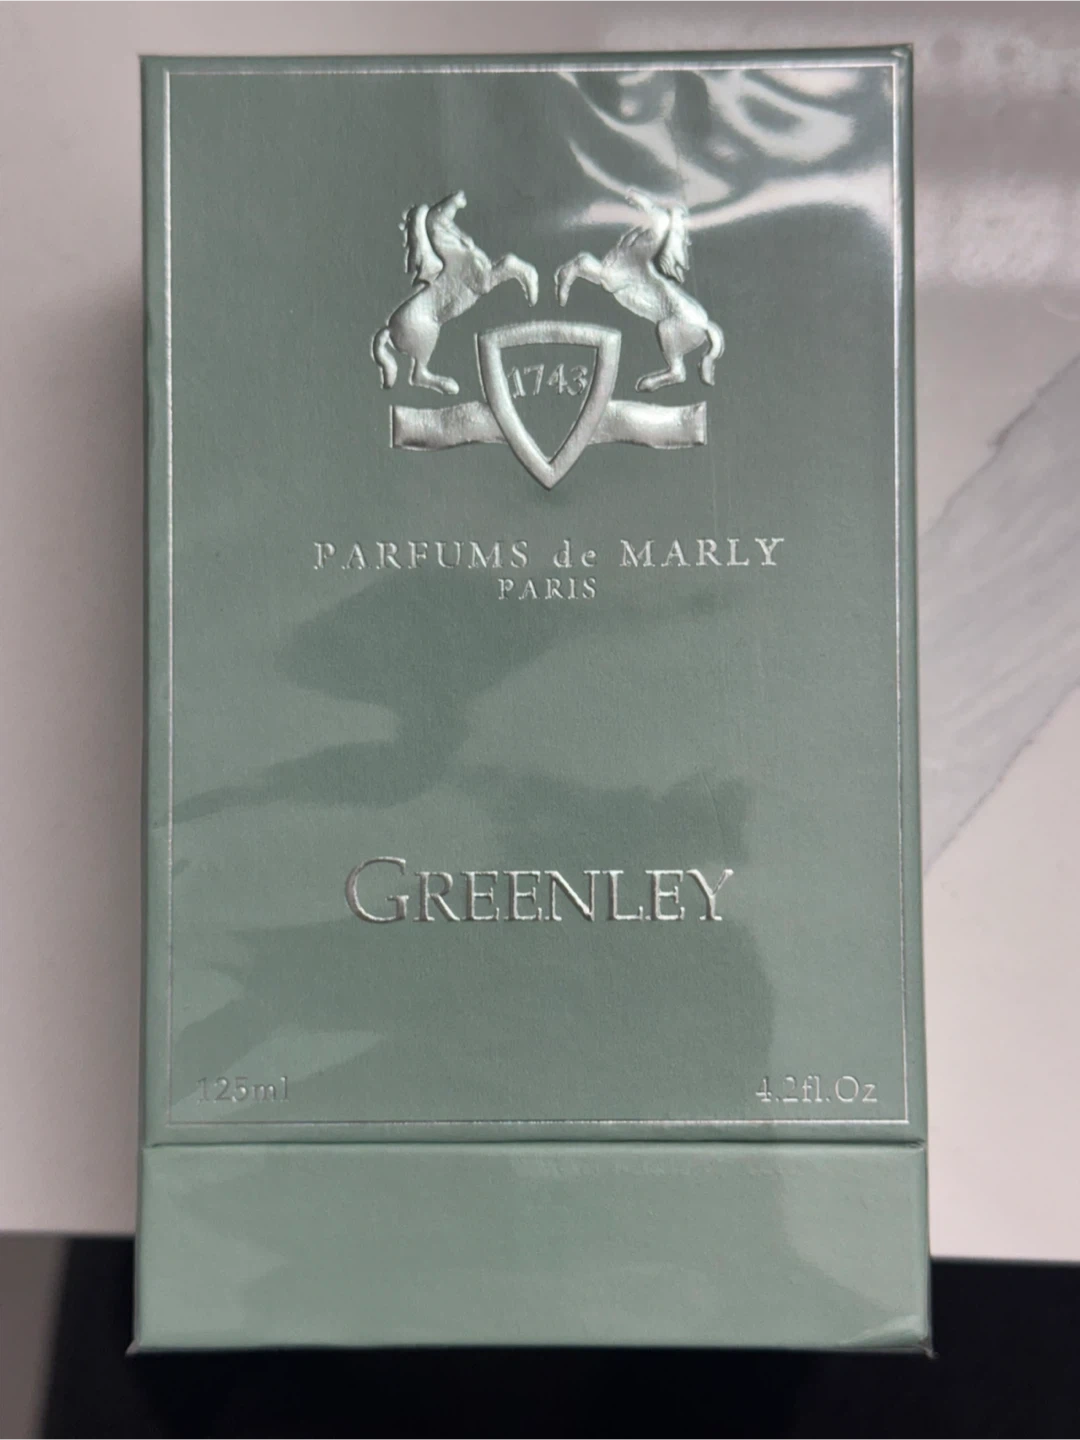 1743
PARFUMS de MARLY
PARIS
GREENLEY
125ml
4.2fl.Oz